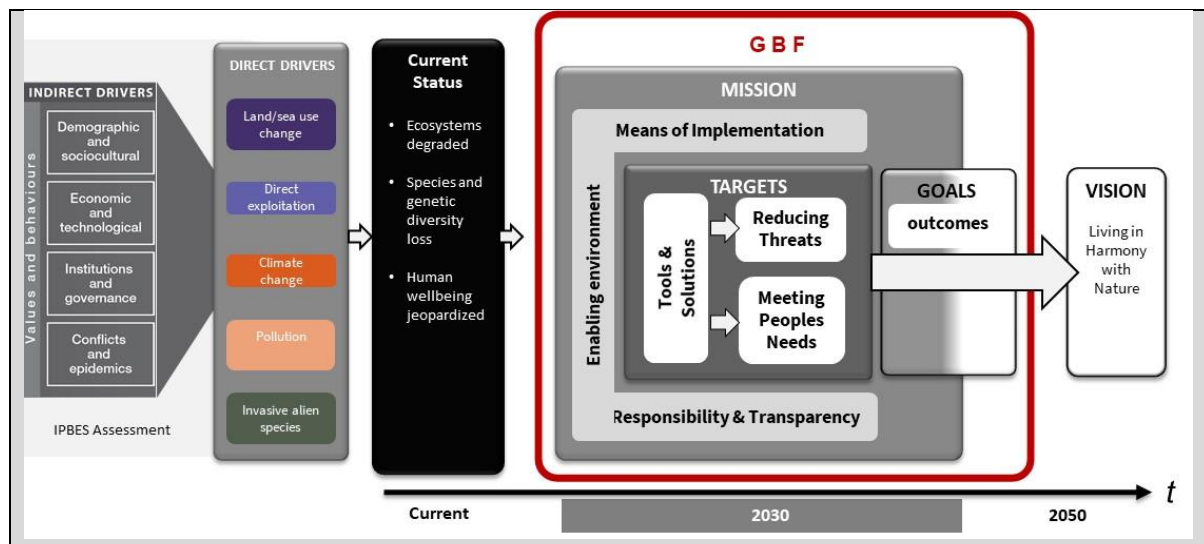 INDIRECT DRIVERS
Values and behaviours
Demographic
and
sociocultural
Economic
and
technological
Institutions
and
governance
Conflicts
and
epidemics
IPBES Assessment
DIRECT DRIVERS
Land/sea use
change
Direct
exploitation
Climate
change
Pollution
Invasive alien
species
Current
Status
• Ecosystems
degraded
• Species and
genetic
diversity
loss
• Human
wellbeing
jeopardized
GBF
MISSION
Means of Implementation
Enabling environment
TARGETS
Tools &
Solutions
Reducing
Threats
Meeting
Peoples
Needs
Responsibility & Transparency
GOALS
outcomes
VISION
Living in
Harmony
with
Nature
t
Current
2030
2050